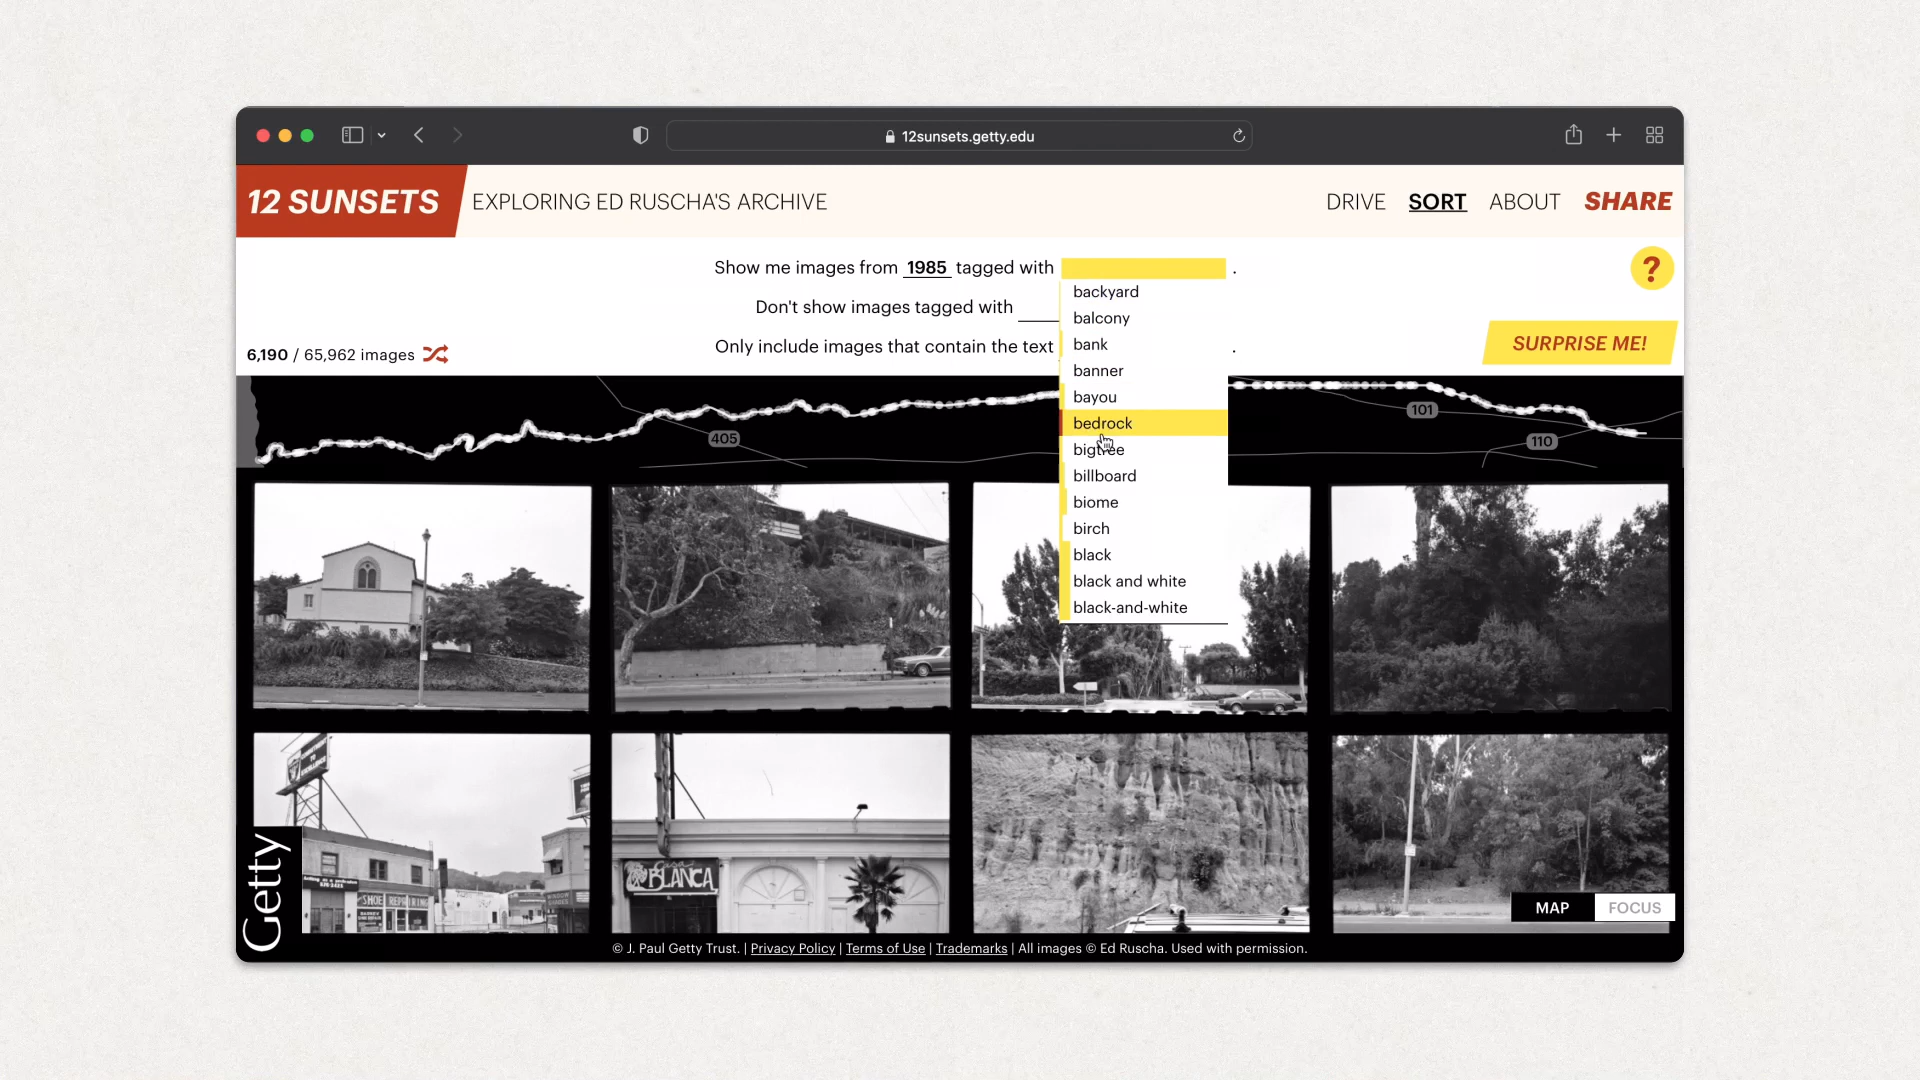 12sunsets.getty.edu
12 SUNSETS
EXPLORING ED RUSCHA'S ARCHIVE
DRIVE SORT ABOUT SHARE
Show me images from 1985 tagged with .
?
Don't show images tagged with
Only include images that contain the text .
6,190 / 65,962 images
SURPRISE ME!
backyard
balcony
bank
banner
bayou
bedrock
bigtree
billboard
biome
birch
black
black and white
black-and-white
405
101
110
SHOE REPAIRING
Casa
BLANCA
Getty
MAP FOCUS
© J. Paul Getty Trust. | Privacy Policy | Terms of Use | Trademarks | All images © Ed Ruscha. Used with permission.